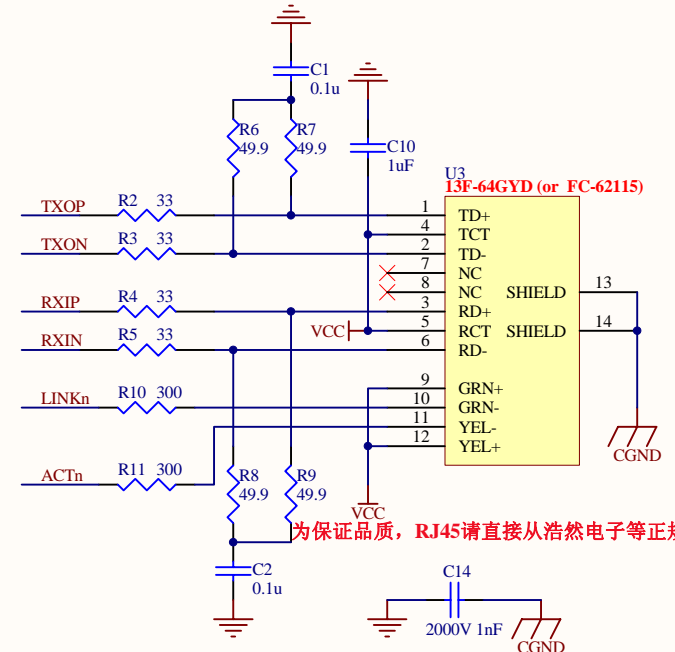 C1
0.1u
R6
49.9
R7
49.9
C10
1uF
U3
13F-64GYD (or FC-62115)
TXOP
R2 33
1
TD+
4
TCT
TXON
R3 33
2
TD-
7
NC
8
NC
SHIELD
13
RXIP
R4 33
3
RD+
VCC
5
RCT
SHIELD
14
RXIN
R5 33
6
RD-
9
GRN+
LINKn
R10 300
10
GRN-
11
YEL-
12
YEL+
CGND
ACTn
R11 300
R8
49.9
R9
49.9
VCC
为保证品质，RJ45请直接从浩然电子等正规
C2
0.1u
C14
2000V 1nF
CGND